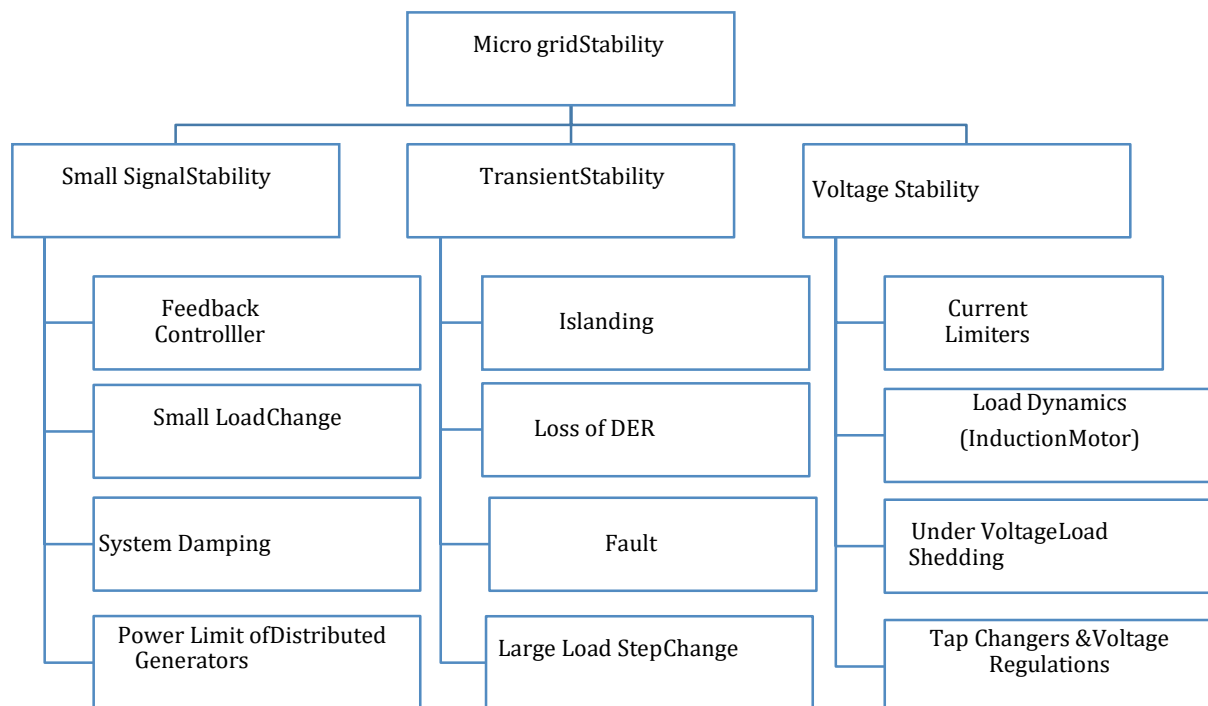 Micro gridStability
Small SignalStability
TransientStability
Voltage Stability
Feedback
Controlller
Islanding
Current
Limiters
Small LoadChange
Loss of DER
Load Dynamics
(InductionMotor)
System Damping
Fault
Under VoltageLoad
Shedding
Power Limit ofDistributed
Generators
Large Load StepChange
Tap Changers &Voltage
Regulations